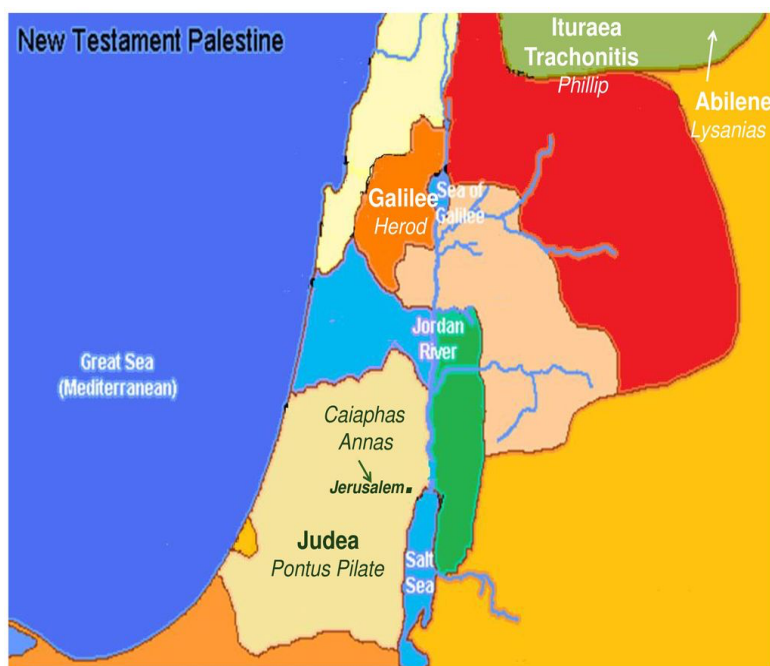 New Testament Palestine
Ituraea
Trachonitis
Phillip
Abilene
Lysanias
Galilee
Herod
Sea of
Galilee
Jordan
River
Great Sea
(Mediterranean)
Caiaphas
Annas
Jerusalem
Judea
Pontus Pilate
Salt
Sea